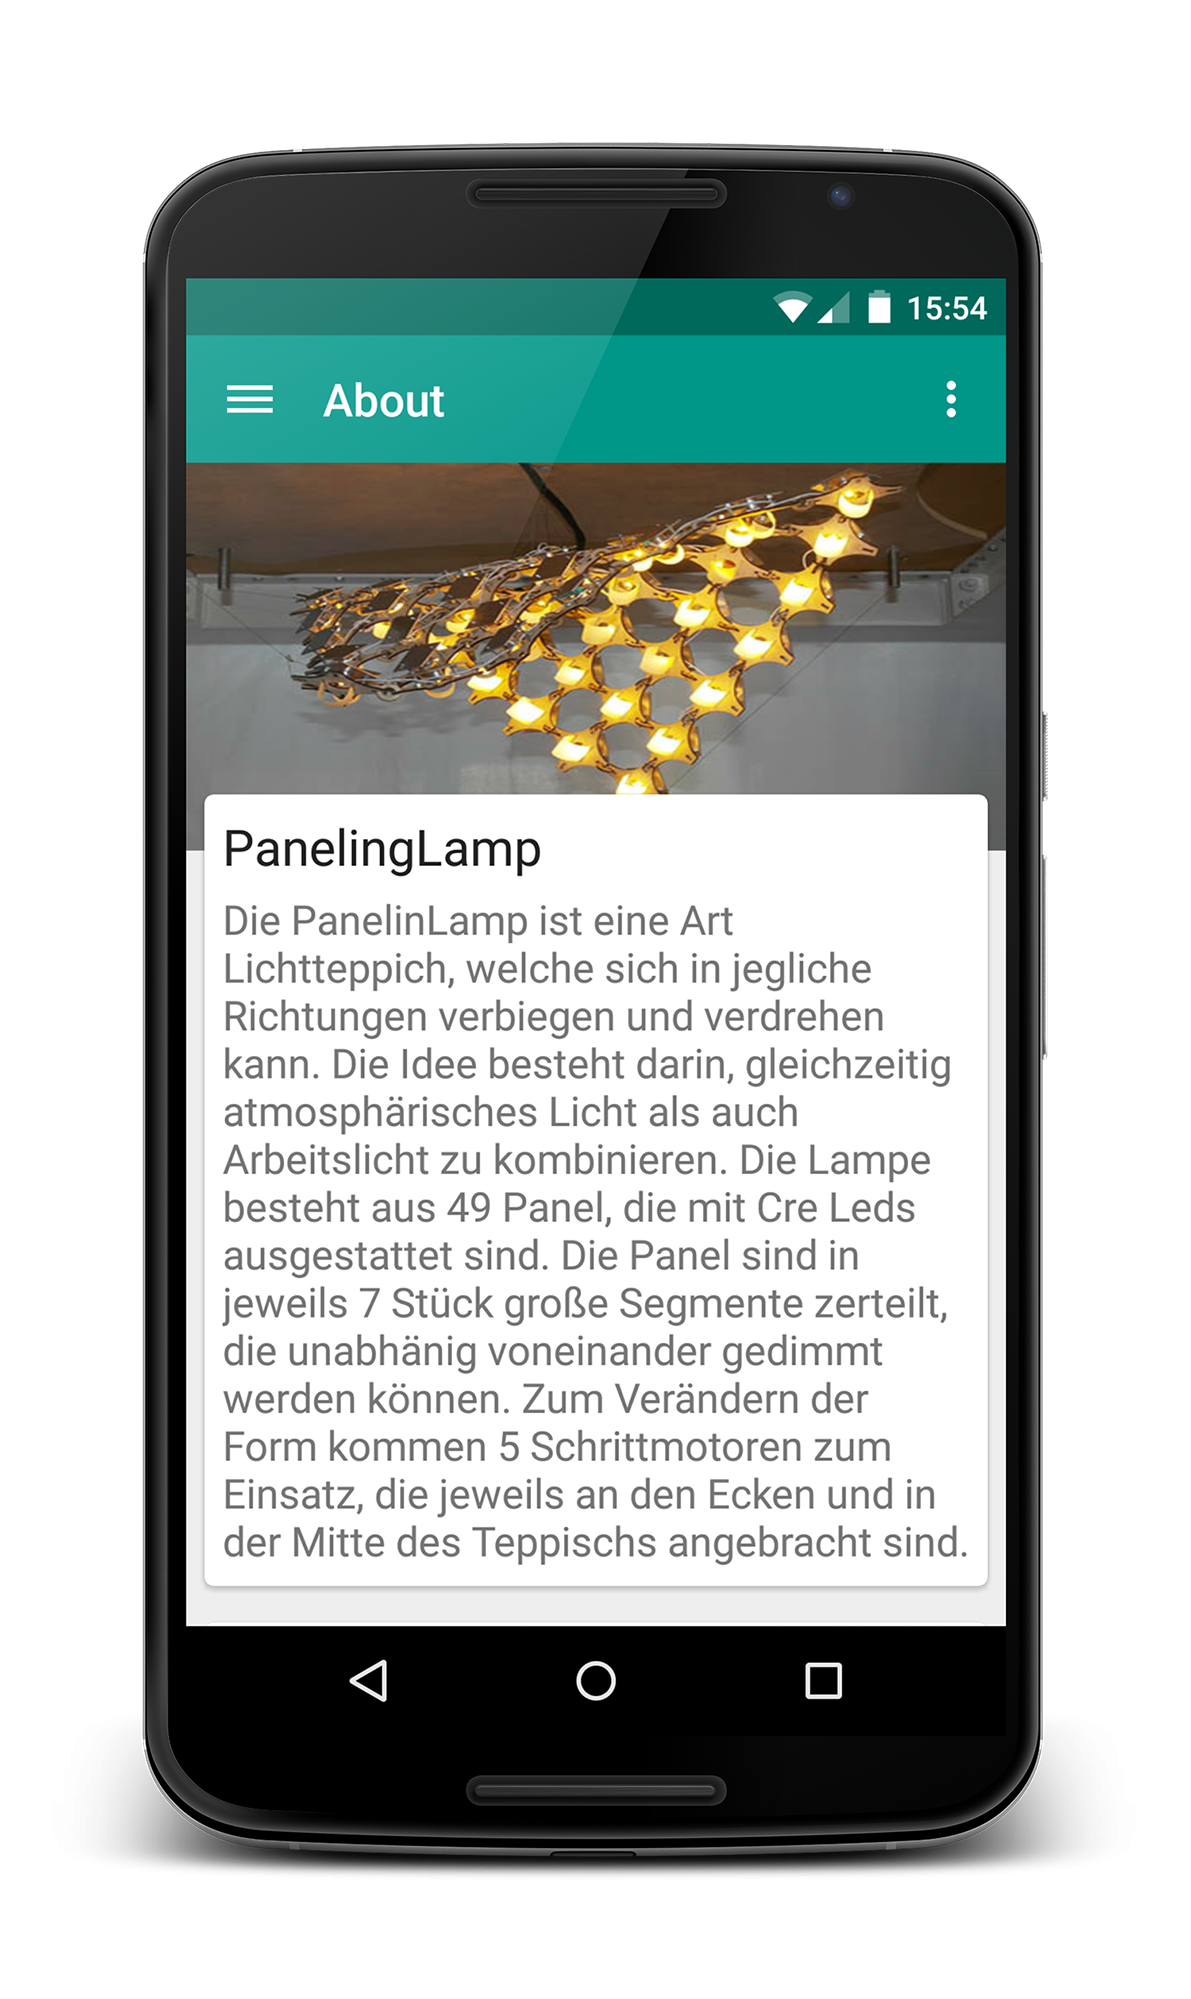 15:54
About
PanelingLamp
Die PanelinLamp ist eine Art
Lichtteppich, welche sich in jegliche
Richtungen verbiegen und verdrehen
kann. Die Idee besteht darin, gleichzeitig
atmosphärisches Licht als auch
Arbeitslicht zu kombinieren. Die Lampe
besteht aus 49 Panel, die mit Cre Leds
ausgestattet sind. Die Panel sind in
jeweils 7 Stück große Segmente zerteilt,
die unabhänig voneinander gedimmt
werden können. Zum Verändern der
Form kommen 5 Schrittmotoren zum
Einsatz, die jeweils an den Ecken und in
der Mitte des Teppischs angebracht sind.